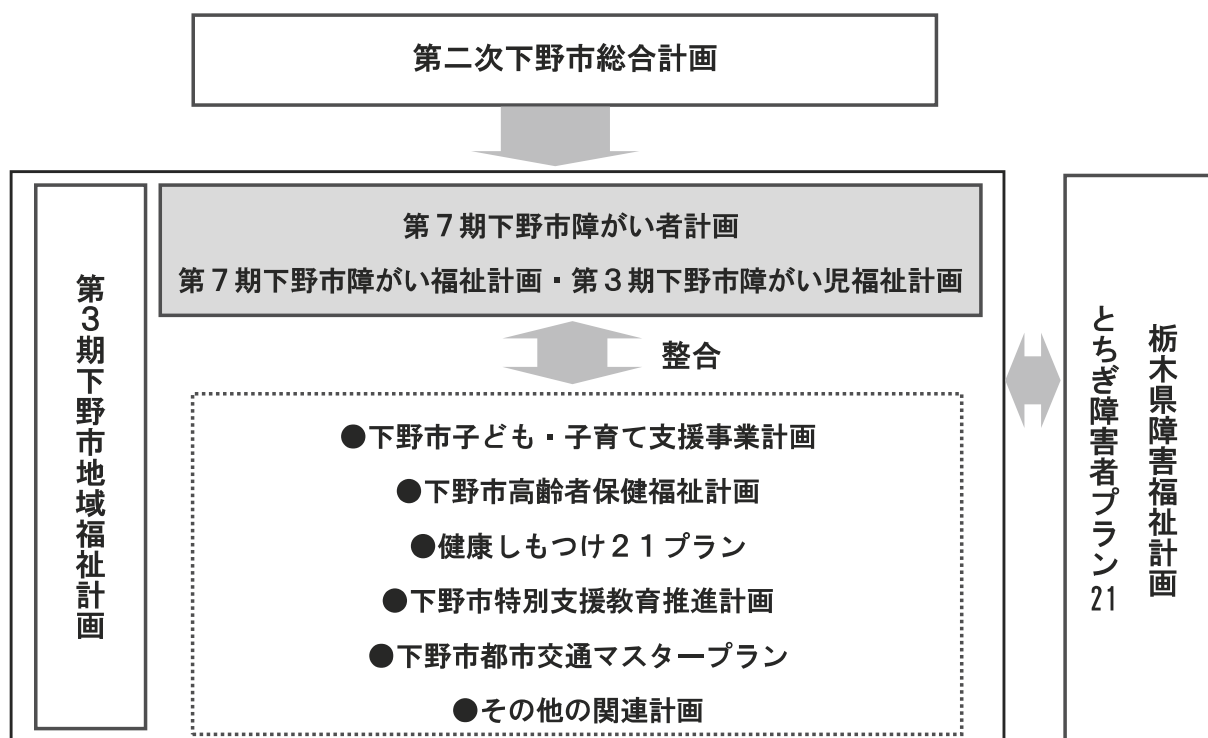 第二次下野市総合計画
第３期下野市地域福祉計画
第７期下野市障がい者計画
第７期下野市障がい福祉計画・第３期下野市障がい児福祉計画
整合
●下野市子ども・子育て支援事業計画
●下野市高齢者保健福祉計画
●健康しもつけ２１プラン
●下野市特別支援教育推進計画
●下野市都市交通マスタープラン
●その他の関連計画
栃木県障害福祉計画
とちぎ障害者プラン21